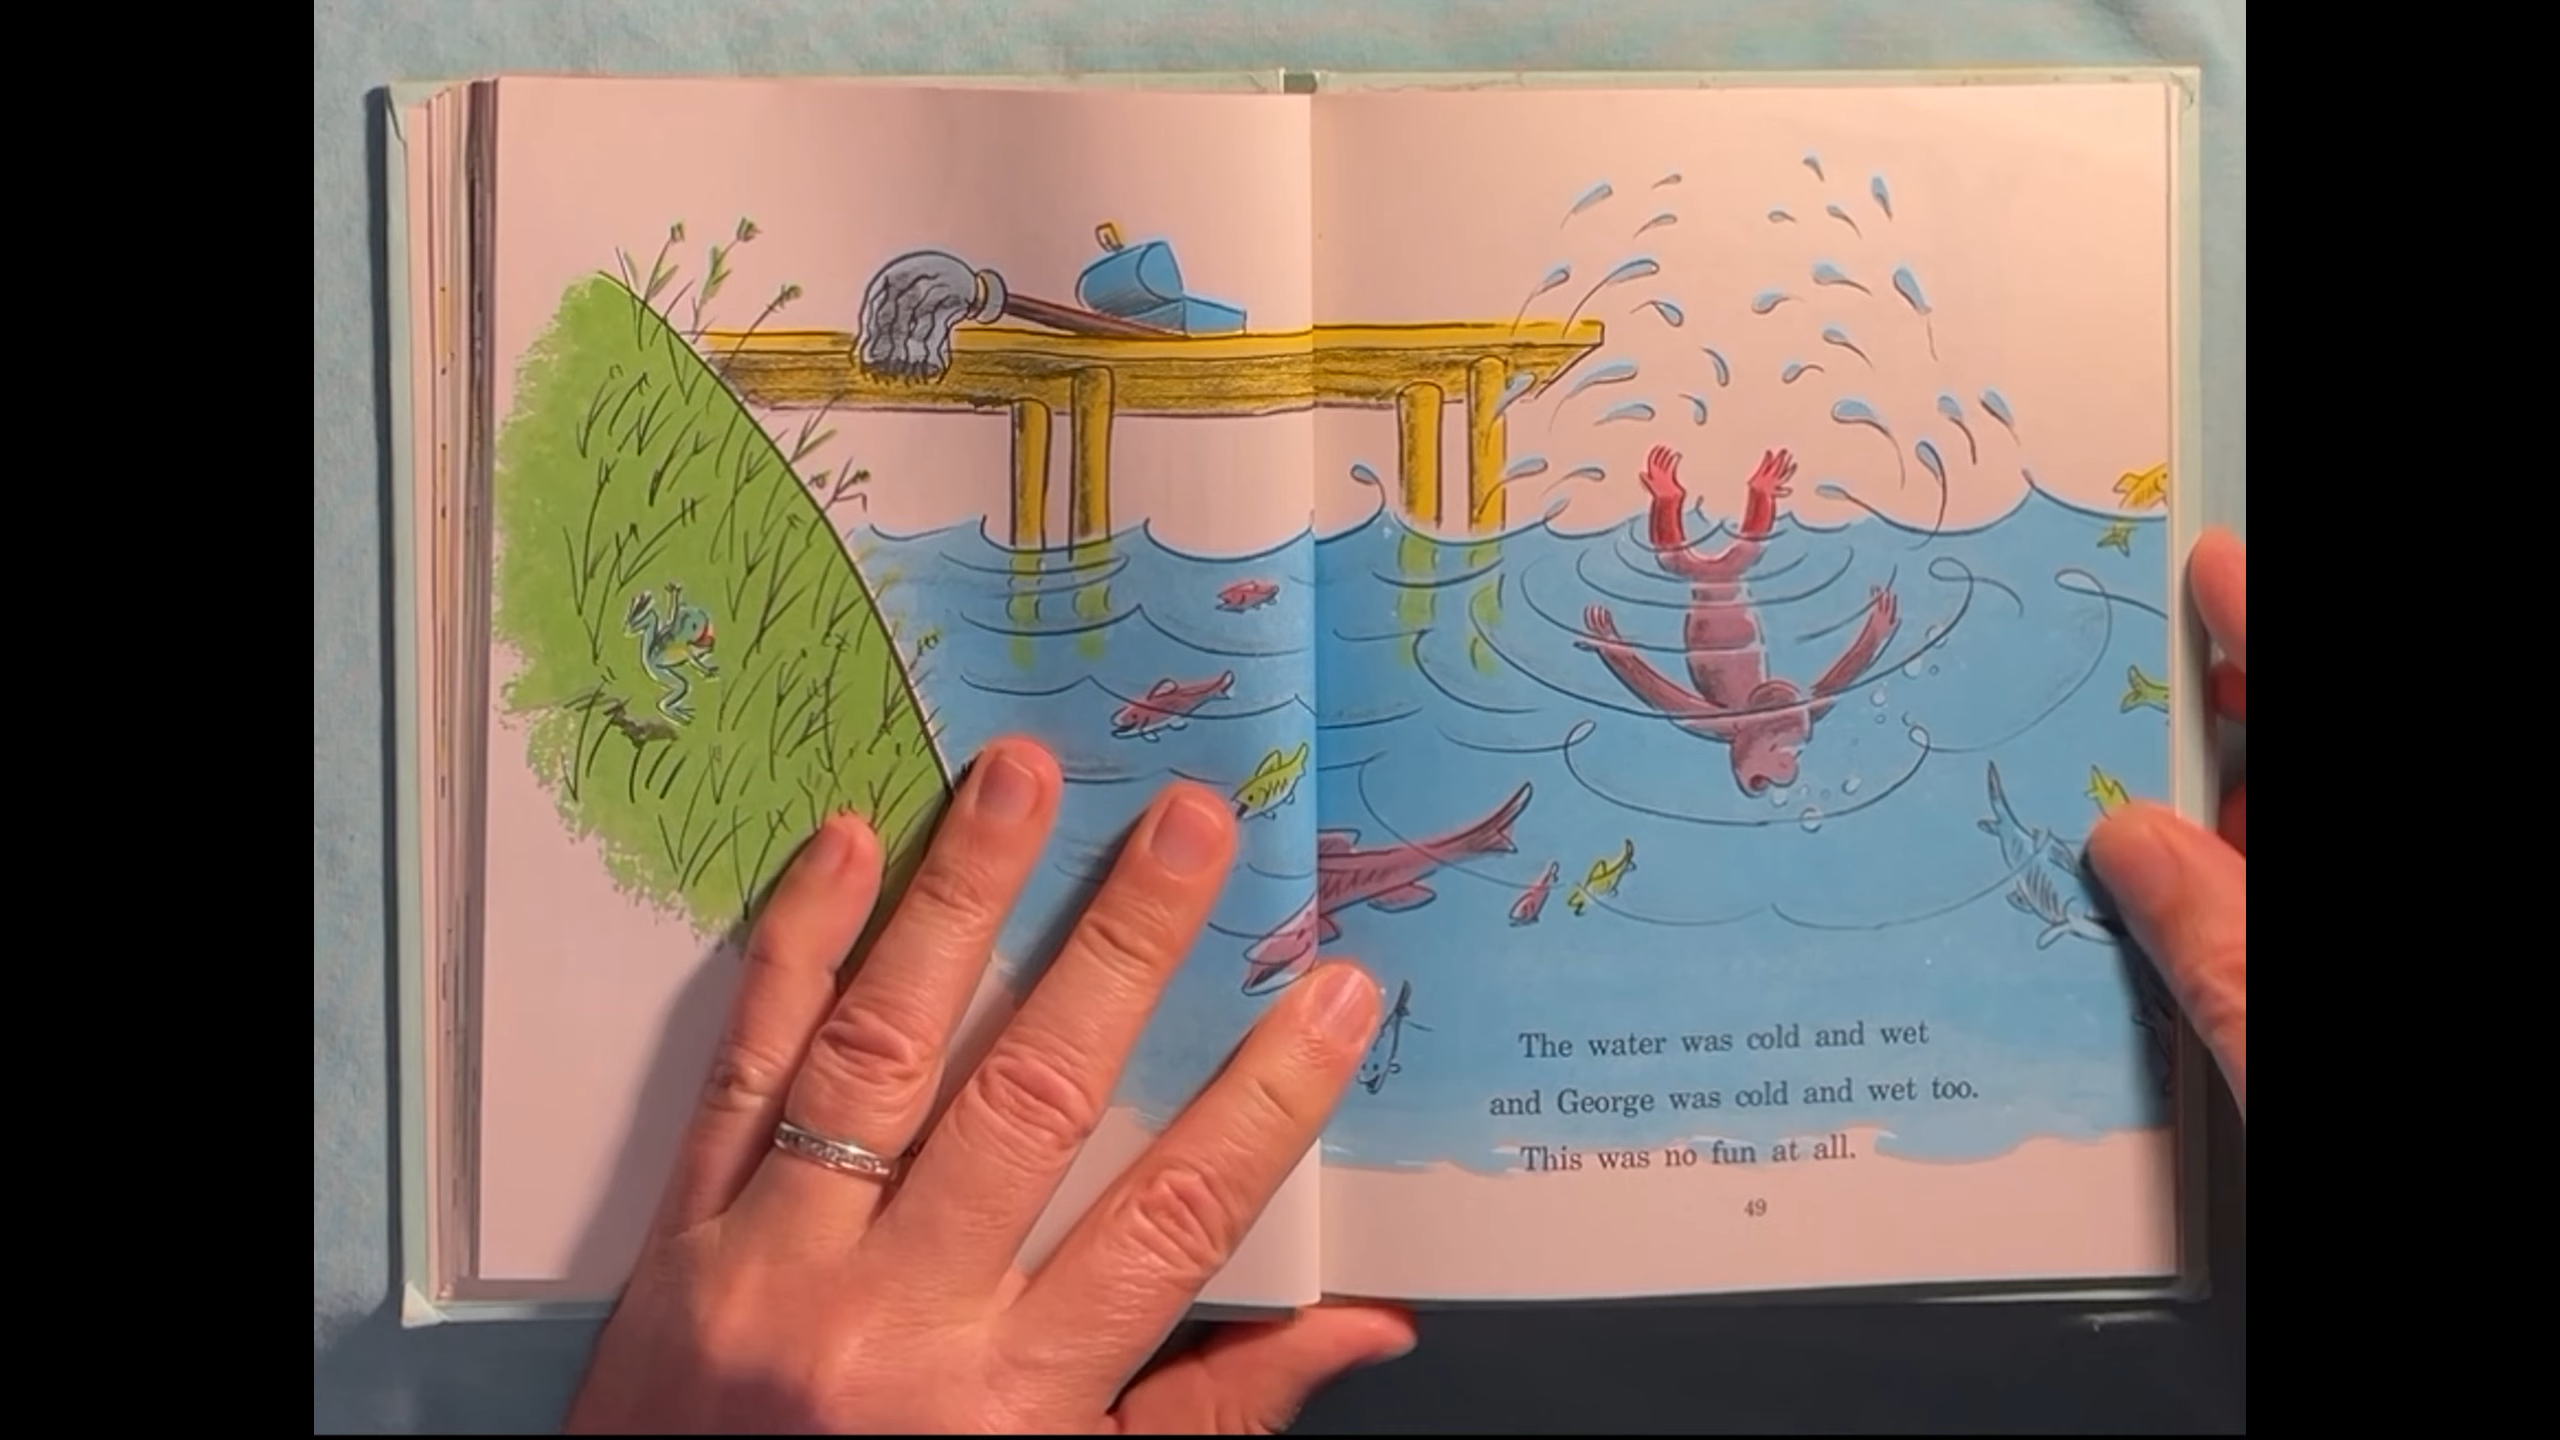 The water was cold and wet
and George was cold and wet too.
This was no fun at all.
49